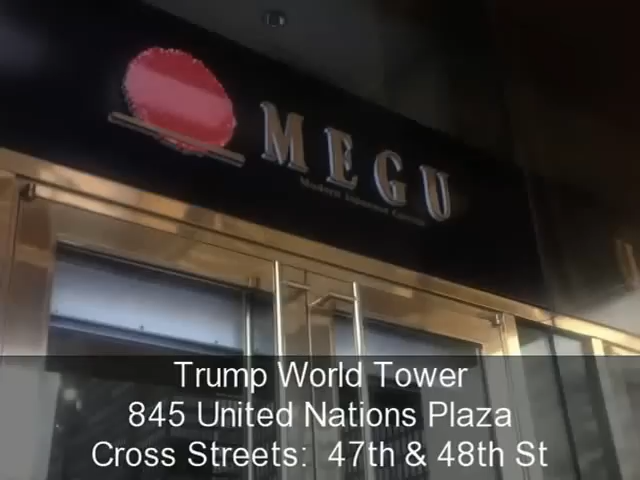 MEGU
Modern Japanese Cuisine
Trump World Tower
845 United Nations Plaza
Cross Streets: 47th & 48th St